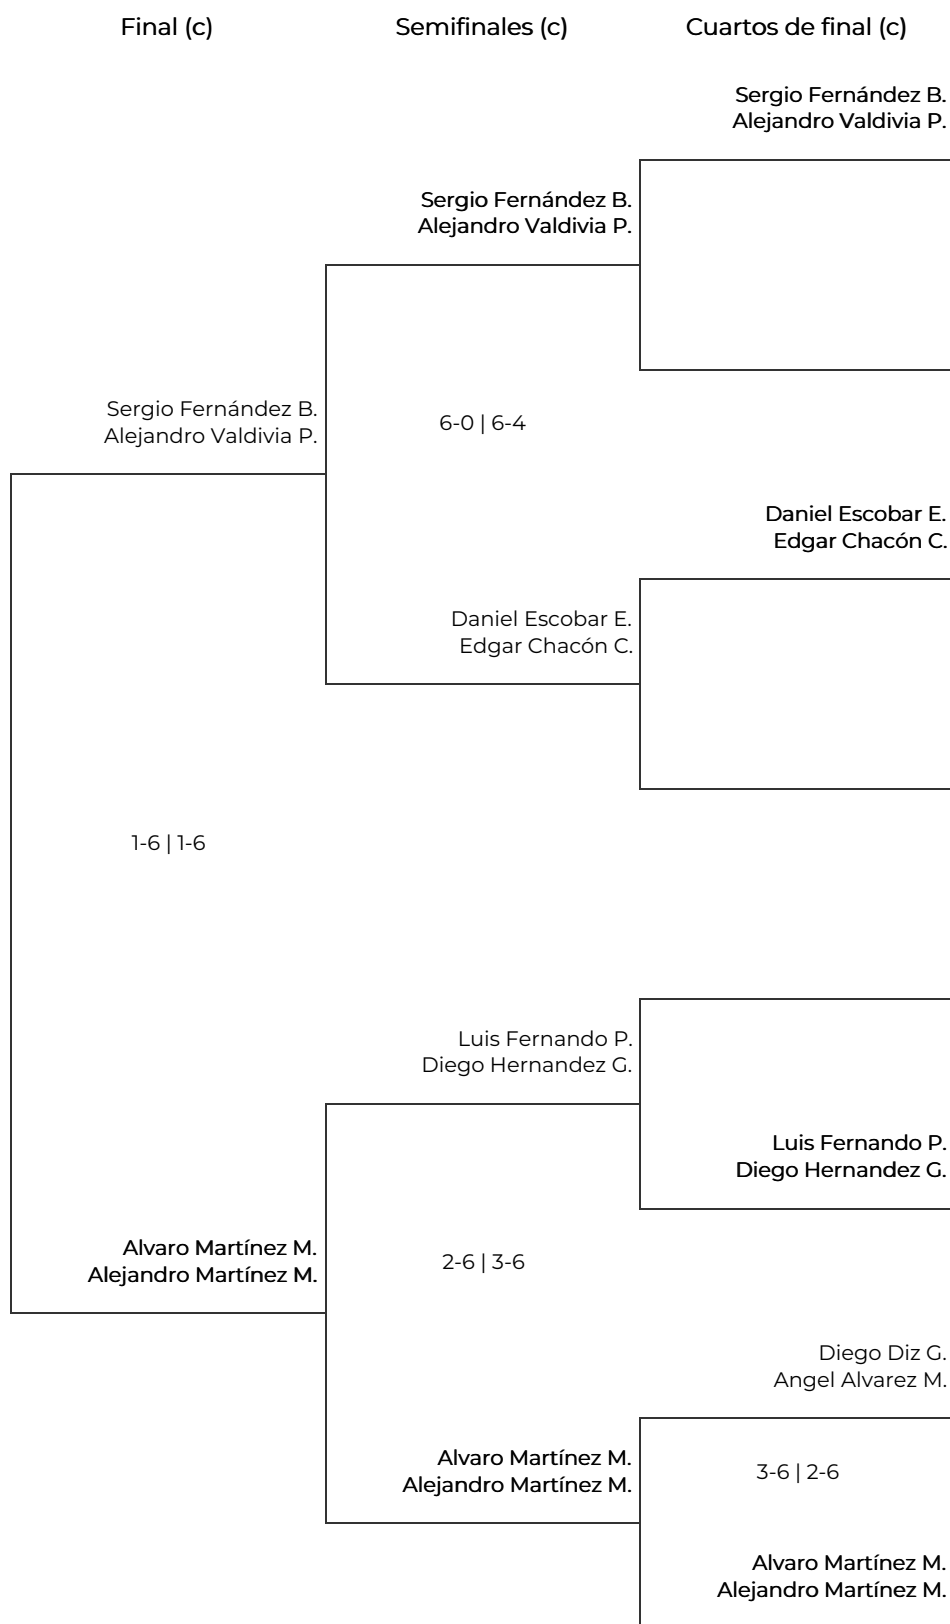 Final (c)
Semifinales (c)
Cuartos de final (c)
Sergio Fernández B.
Alejandro Valdivia P.
Sergio Fernández B.
Alejandro Valdivia P.
Sergio Fernández B.
Alejandro Valdivia P.
6-0 | 6-4
Daniel Escobar E.
Edgar Chacón C.
Daniel Escobar E.
Edgar Chacón C.
1-6 | 1-6
Luis Fernando P.
Diego Hernandez G.
Luis Fernando P.
Diego Hernandez G.
Alvaro Martínez M.
Alejandro Martínez M.
2-6 | 3-6
Diego Diz G.
Angel Alvarez M.
Alvaro Martínez M.
Alejandro Martínez M.
3-6 | 2-6
Alvaro Martínez M.
Alejandro Martínez M.